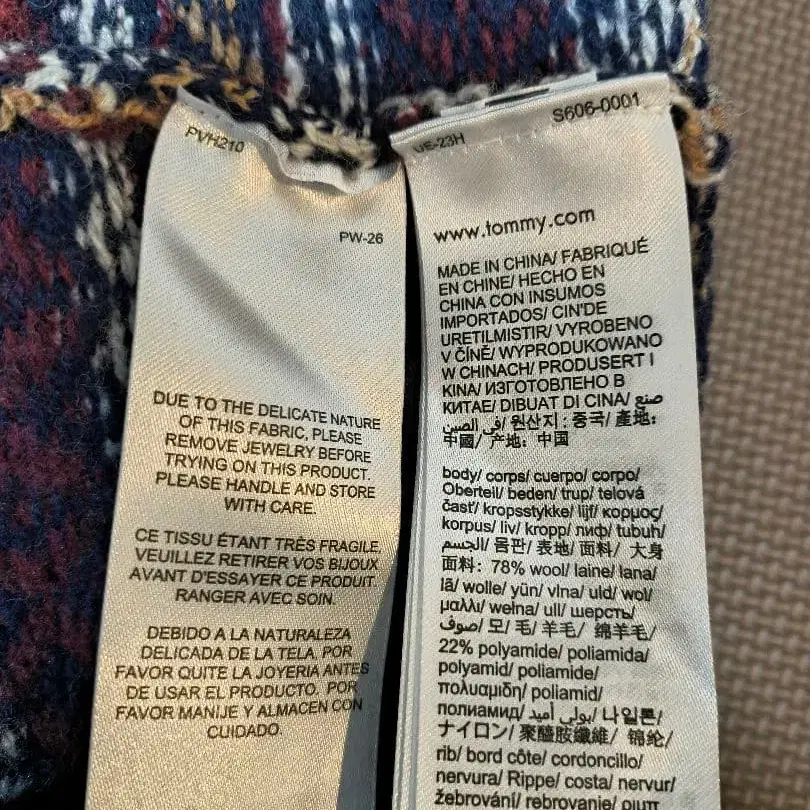 PVH210
PW-26
DUE TO THE DELICATE NATURE
OF THIS FABRIC, PLEASE
REMOVE JEWELRY BEFORE
TRYING ON THIS PRODUCT.
PLEASE HANDLE AND STORE
WITH CARE.
CE TISSU ÉTANT TRÈS FRAGILE,
VEUILLEZ RETIRER VOS BIJOUX
AVANT D'ESSAYER CE PRODUIT.
RANGER AVEC SOIN.
DEBIDO A LA NATURALEZA
DELICADA DE LA TELA, POR
FAVOR QUITE LA JOYERIA ANTES
DE USAR EL PRODUCTO. POR
FAVOR MANIJE Y ALMACEN CON
CUIDADO.
UE-23H
S606-0001
www.tommy.com
MADE IN CHINA/ FABRIQUÉ
EN CHINE/ HECHO EN
CHINA CON INSUMOS
IMPORTADOS/ CIN'DE
URETILMISTIR/ VYROBENO
V ČÍNĚ/ WYPRODUKOWANO
W CHINACH/ PRODUSERT I
KINA/ ИЗГОТОВЛЕНО В
КИТАЕ/ DIBUAT DI CINA/ صنع
في الصين/ 원산지 : 중국/ 產地:
中國/ 产地: 中国
body/ corps/ cuerpo/ corpo/
Oberteil/ beden/ trup/ telová
časť/ kropsstykke/ lijf/ κορμος/
korpus/ liv/ kropp/ лиф/ tubuh/
الجسم/ 몸판/ 表地/ 面料/ 大身
面料: 78% wool/ laine/ lana/
lã/ wolle/ yün/ vlna/ uld/ wol/
μαλλι/ wełna/ ull/ шерсть/
صوف/ 모/ 毛/ 羊毛/ 绵羊毛/
22% polyamide/ poliamida/
polyamid/ poliamide/
πολυαμιδη/ poliamid/
полиамид/ بولي أميد/ 나일론/
ナイロン/ 聚醯胺纖維/ 锦纶/
rib/ bord côte/ cordoncillo/
nervura/ Rippe/ costa/ nervur/
žebrování/ rebrovanie/